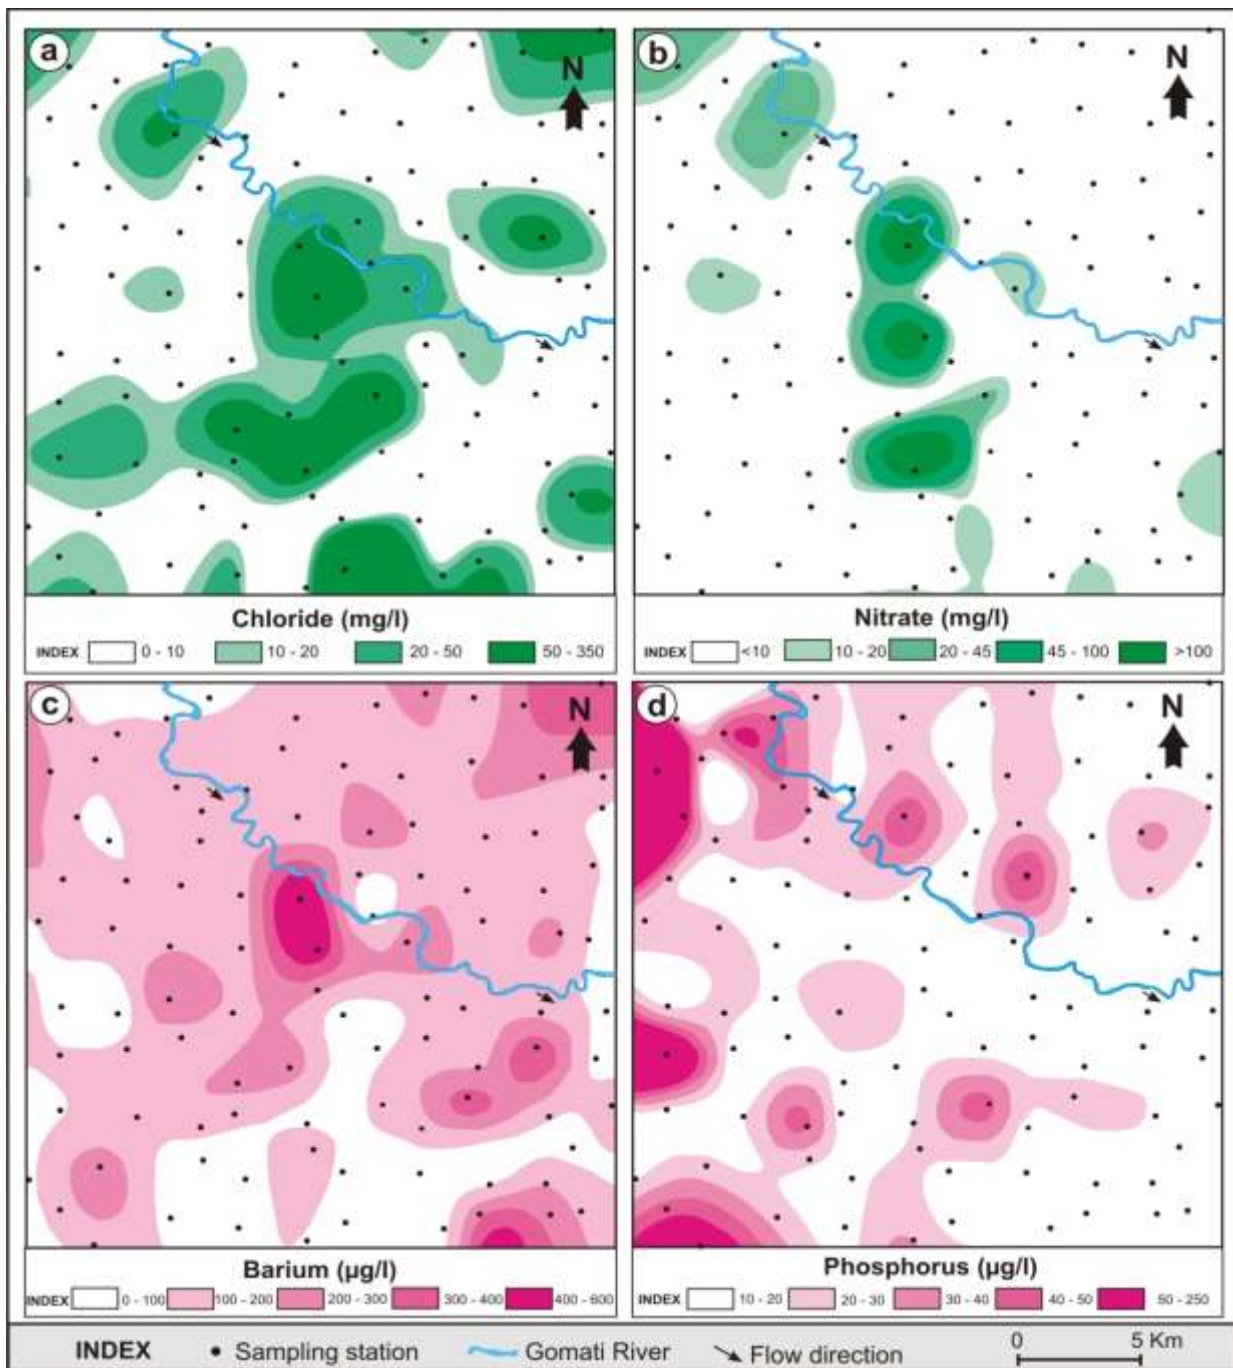 a
N
b
N
Chloride (mg/l)
INDEX 0 - 10 10 - 20 20 - 50 50 - 350
Nitrate (mg/l)
INDEX <10 10 - 20 20 - 45 45 - 100 >100
c
N
d
N
Barium (µg/l)
INDEX 0 - 100 100 - 200 200 - 300 300 - 400 400 - 600
Phosphorus (µg/l)
INDEX 10 - 20 20 - 30 30 - 40 40 - 50 50 - 250
INDEX Sampling station Gomati River Flow direction 0 5 Km